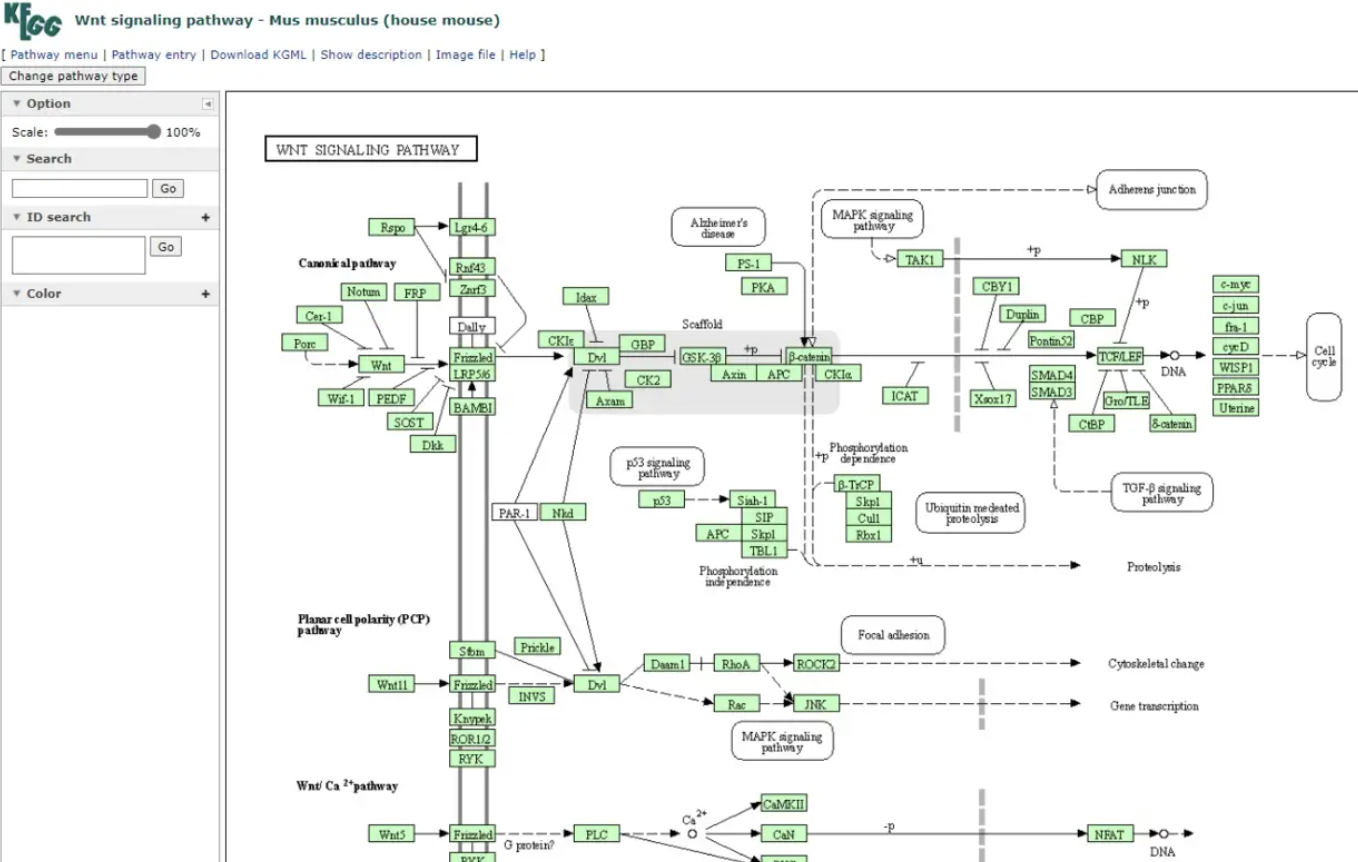 KEGG
Wnt signaling pathway - Mus musculus (house mouse)
[ Pathway menu | Pathway entry | Download KGML | Show description | Image file | Help ]
Change pathway type
▼ Option
Scale: 100%
▼ Search
Go
▼ ID search +
Go
▼ Color +
WNT SIGNALING PATHWAY
Adherens junction
MAPK signaling
pathway
Alzheimer's
disease
Rspo
Lgr4-6
Canonical pathway
Rnf43
Znrf3
PS-1
PKA
TAK1
+p
NLK
Notum
FRP
Idax
CBY1
c-myc
Cer-1
Duplin
CBP
+p
c-jun
Dally
Scaffold
fra-1
Porc
CKIε
GBP
Pontin52
cycD
Wnt
Frizzled
Dvl
GSK-3β
+p
β-catenin
TCF/LEF
DNA
Cell
cycle
LRP5/6
CK2
Axin
APC
CKIα
SMAD4
WISP1
SMAD3
PPARδ
Wif-1
PEDF
BAMBI
Axam
ICAT
Xsox17
Gro/TLE
Uterine
SOST
CtBP
δ-catenin
Dkk
p53 signaling
pathway
+p
Phosphorylation
dependence
TGF-β signaling
pathway
p53
Siah-1
β-TrCP
PAR-1
Nkd
SIP
Skp1
Cul1
Rbx1
Ubiquitin medeated
proteolysis
APC
Skp1
TBL1
Phosphorylation
independence
+u
Proteolysis
Planar cell polarity (PCP)
pathway
Focal adhesion
Stbm
Prickle
Daam1
RhoA
ROCK2
Cytoskeletal change
Wnt11
Frizzled
INVS
Dvl
Rac
JNK
Gene transcription
Knypek
ROR1/2
RYK
MAPK signaling
pathway
Wnt/ Ca 2+ pathway
CaMKII
Wnt5
Frizzled
G protein?
PLC
Ca2+
CaN
-p
NFAT
DNA
RYK